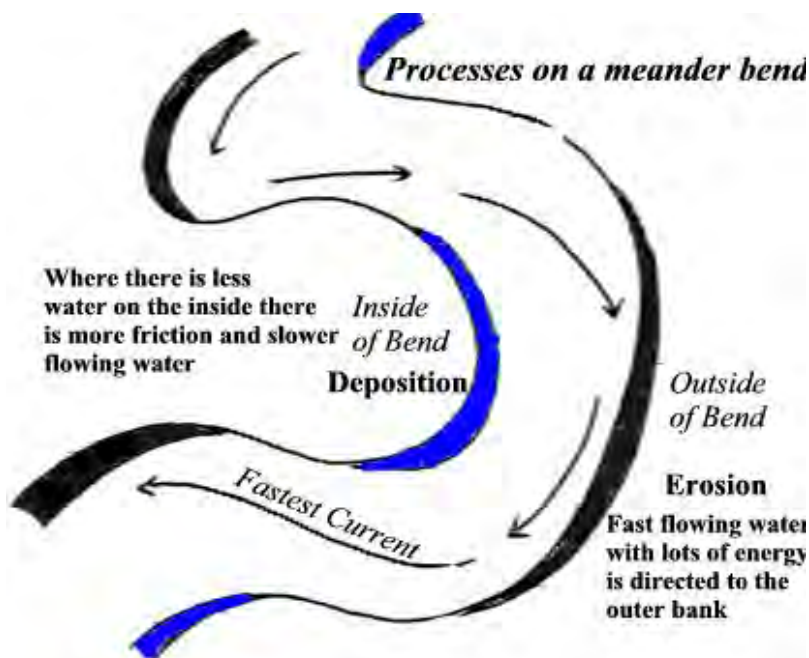 Processes on a meander bend
Where there is less
water on the inside there
is more friction and slower
flowing water
Inside
of Bend
Deposition
Outside
of Bend
Erosion
Fast flowing water
with lots of energy
is directed to the
outer bank
Fastest Current